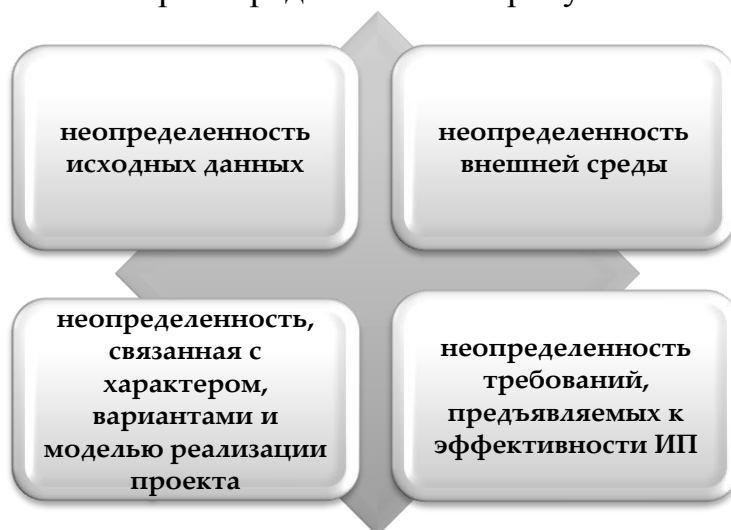 неопределенность
исходных данных
неопределенность
внешней среды
неопределенность,
связанная с
характером,
вариантами и
моделью реализации
проекта
неопределенность
требований,
предъявляемых к
эффективности ИП